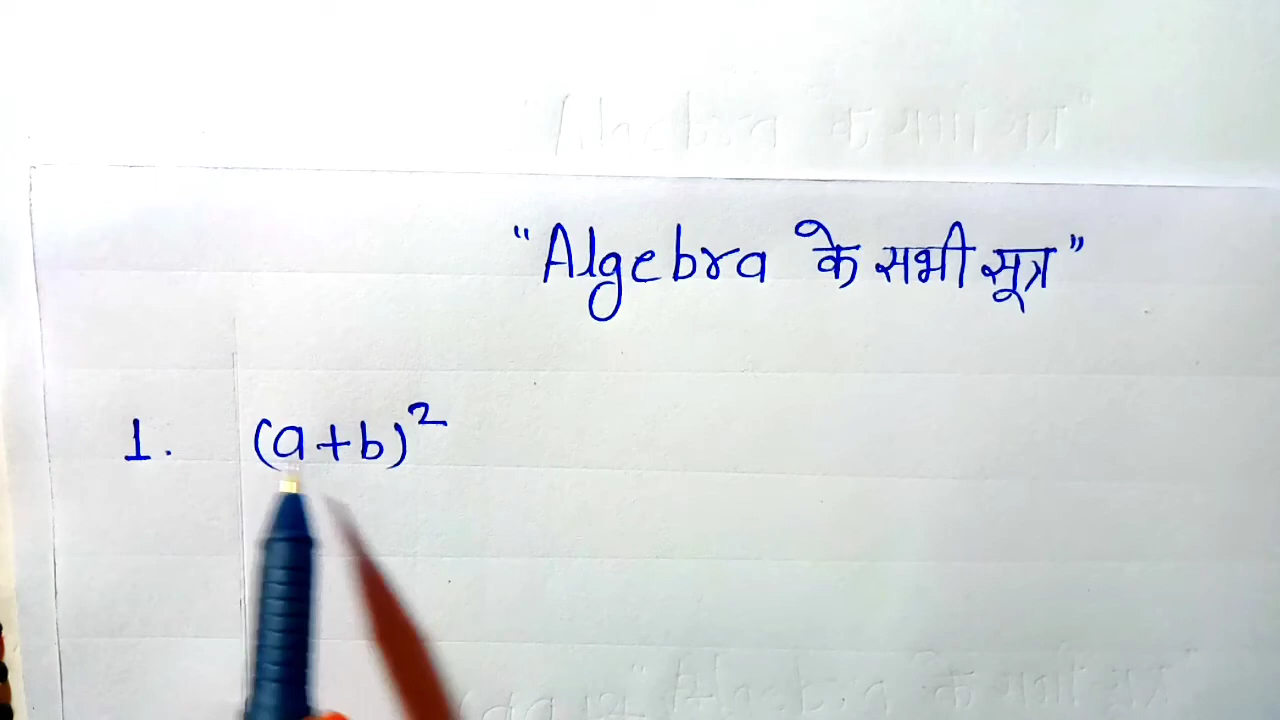 "Algebra के सभी सूत्र"
1. (a+b)²